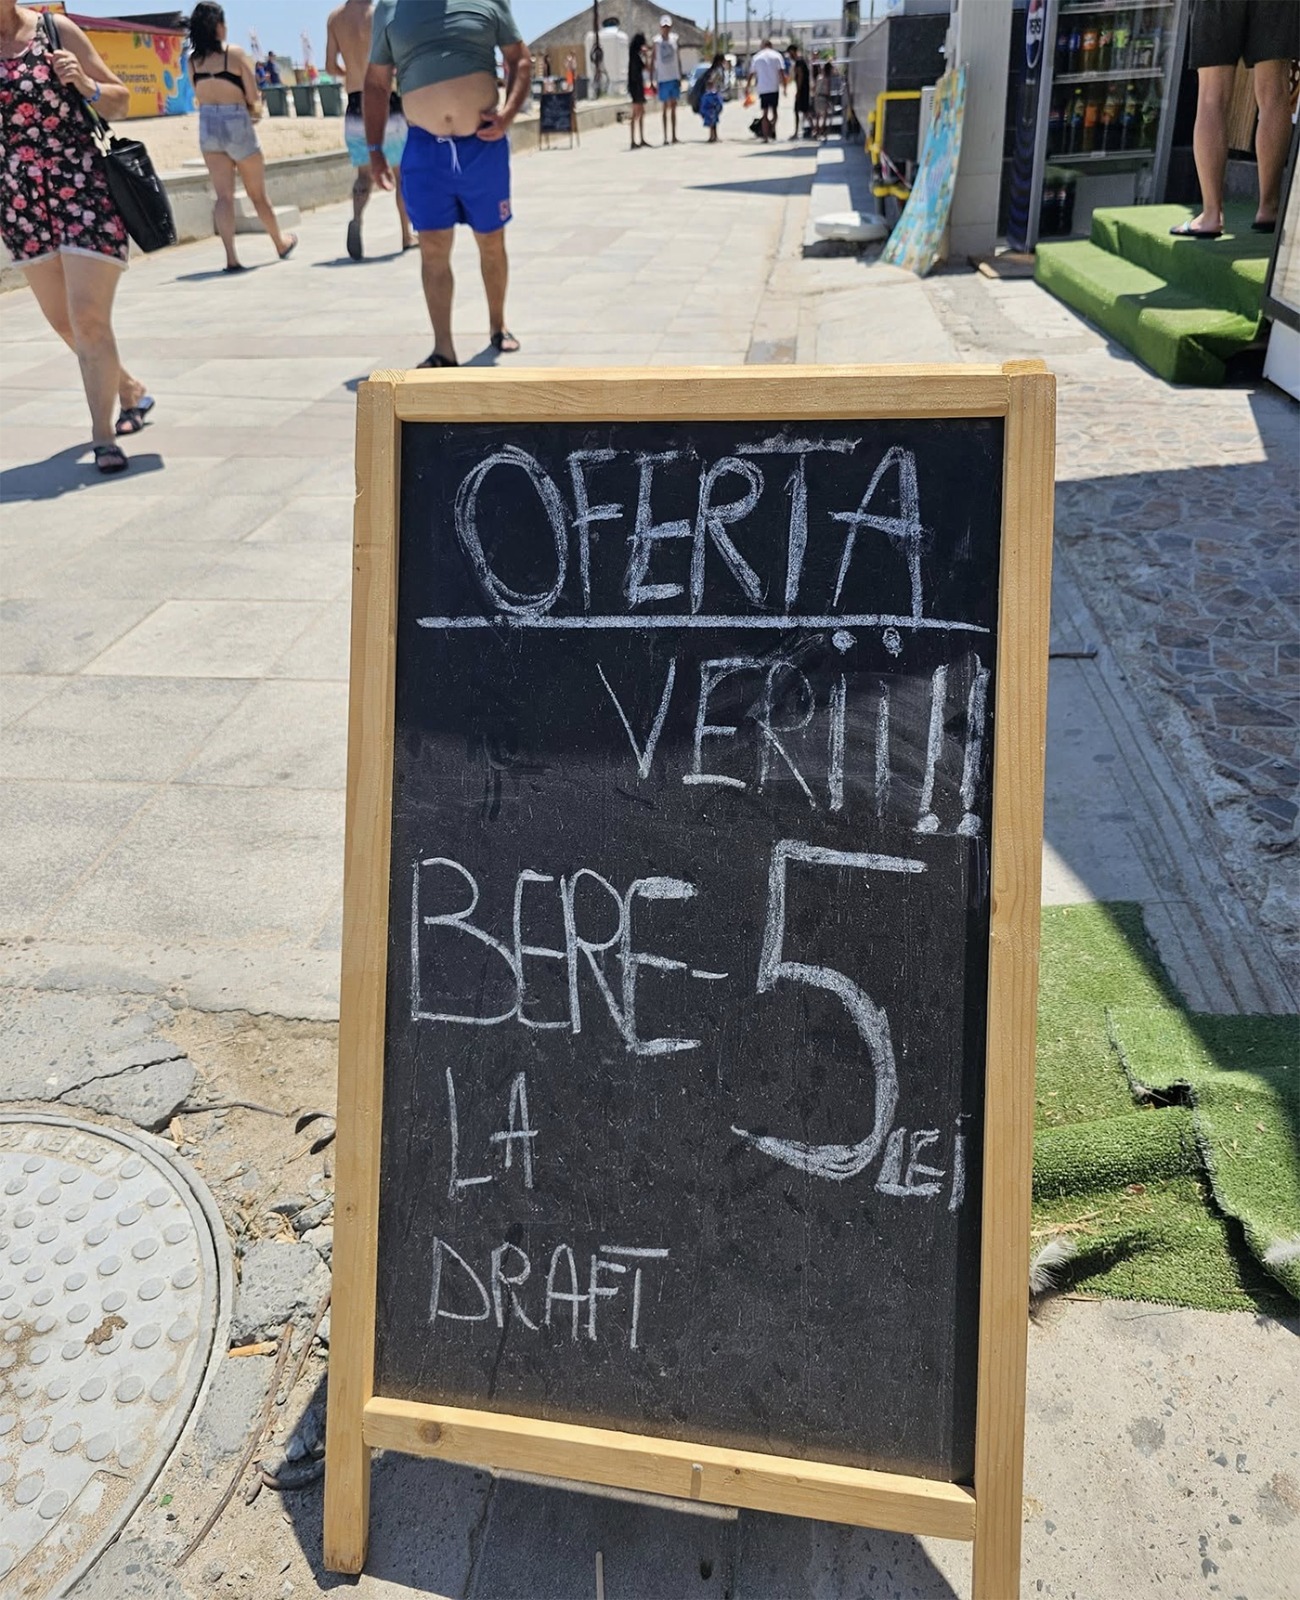 OFERTA
VERii!!
BERE- 5 LEi
LA
DRAFT